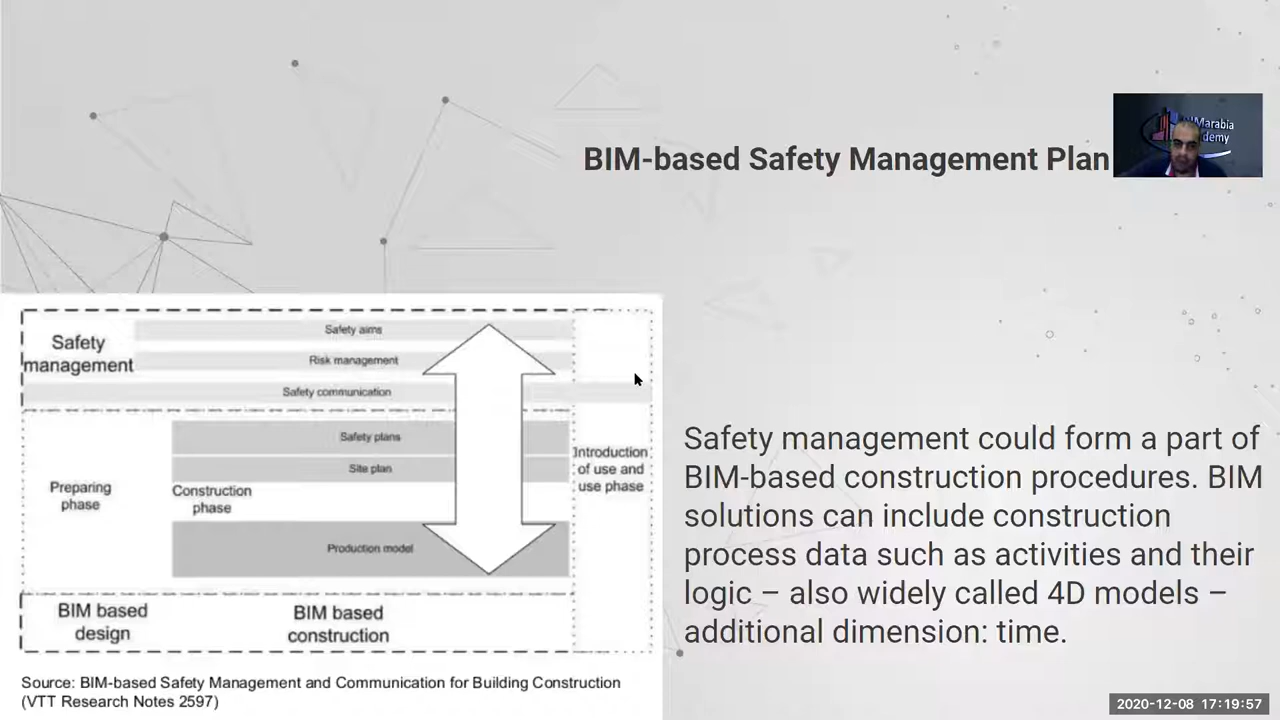 BIM-based Safety Management Plan
Marabia
demy
Safety
management
Safety aims
Risk management
Safety communication
Safety plans
Site plan
Preparing
phase
Construction
phase
Production model
Introduction
of use and
use phase
BIM based
design
BIM based
construction
Source: BIM-based Safety Management and Communication for Building Construction
(VTT Research Notes 2597)
Safety management could form a part of
BIM-based construction procedures. BIM
solutions can include construction
process data such as activities and their
logic – also widely called 4D models –
additional dimension: time.
2020-12-08 17:19:57